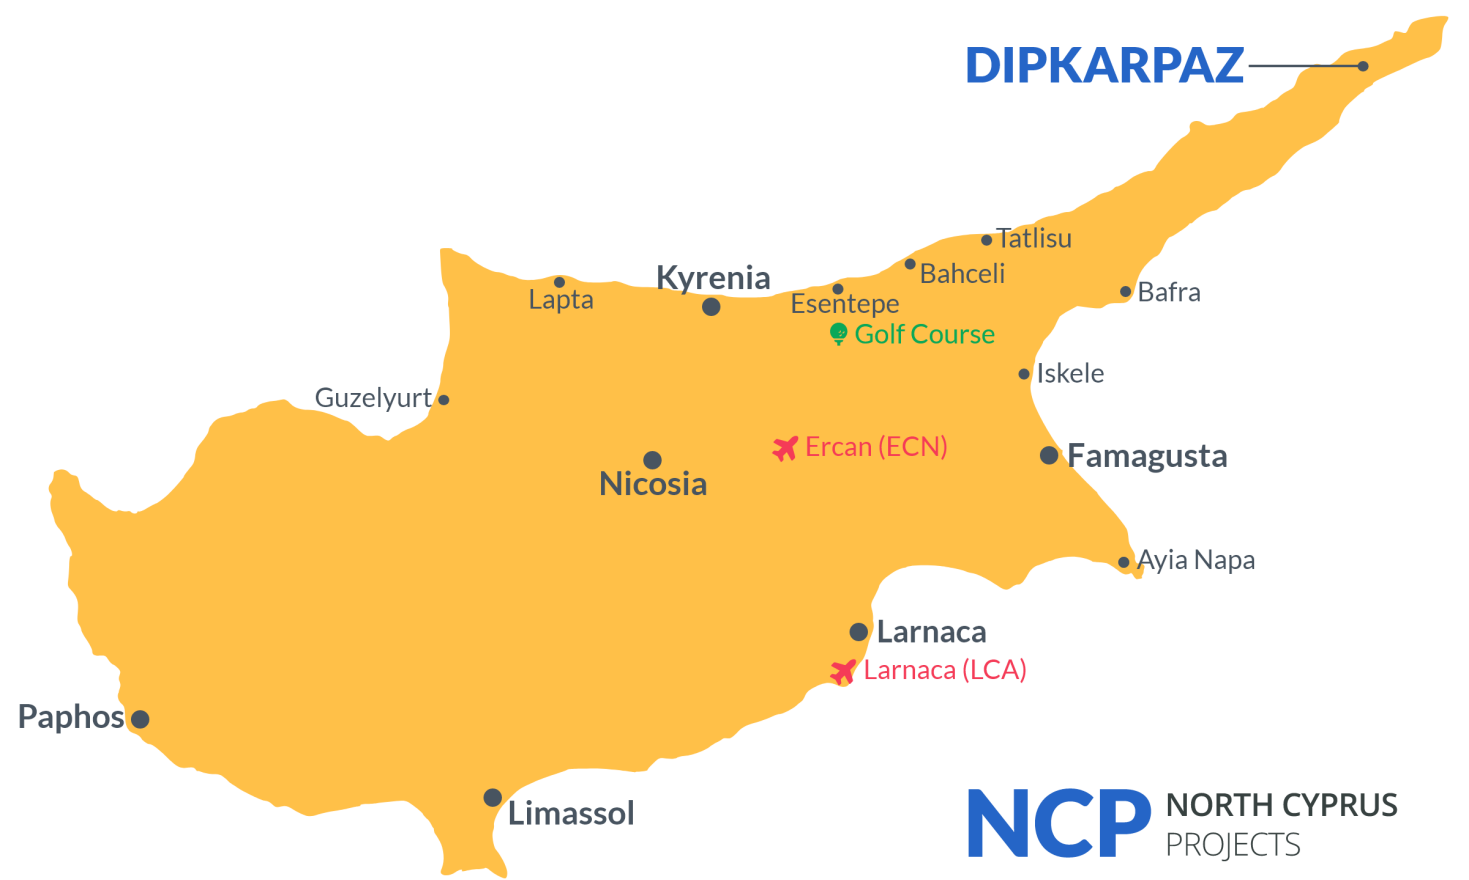 DIPKARPAZ
Tatlisu
Kyrenia
Bahceli
Lapta
Esentepe
Bafra
Golf Course
Iskele
Guzelyurt
Ercan (ECN)
Famagusta
Nicosia
Ayia Napa
Larnaca
Larnaca (LCA)
Paphos
Limassol
NCP
NORTH CYPRUS
PROJECTS